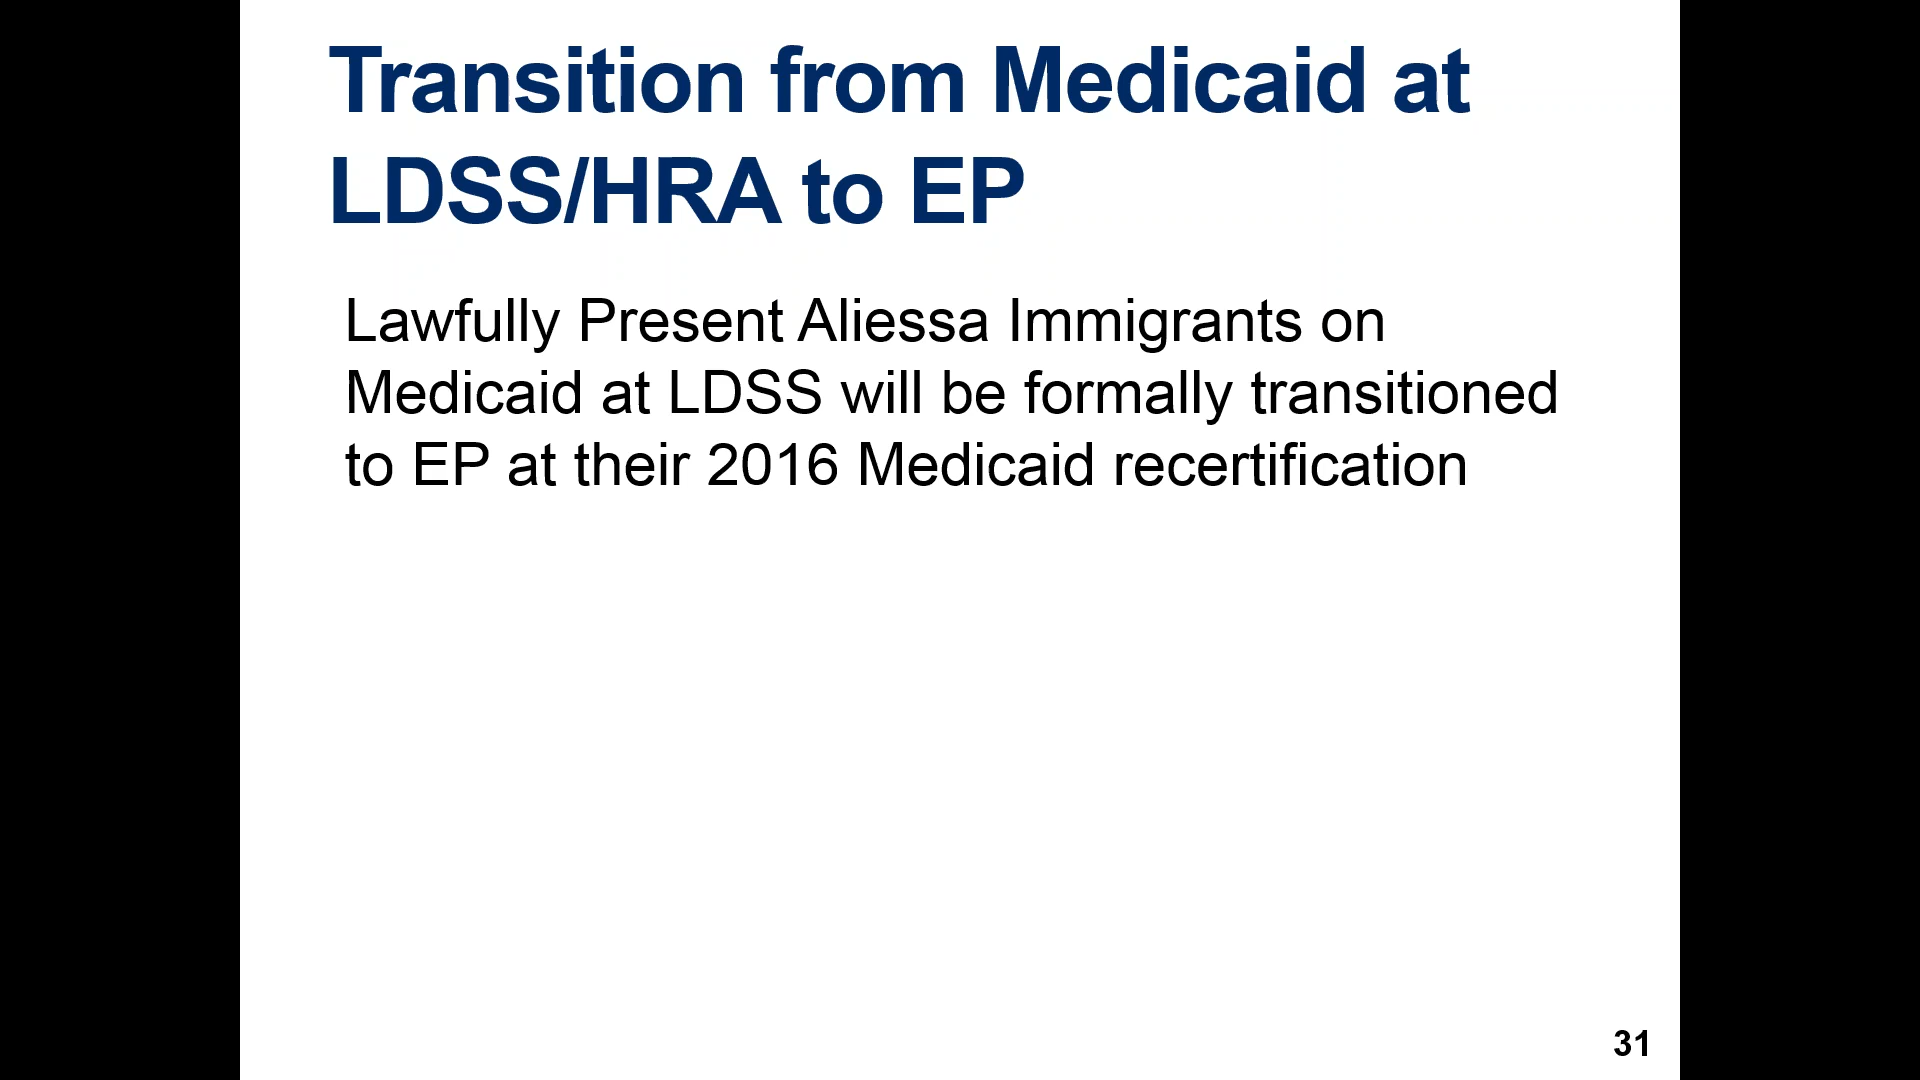 Transition from Medicaid at
LDSS/HRA to EP
Lawfully Present Aliessa Immigrants on
Medicaid at LDSS will be formally transitioned
to EP at their 2016 Medicaid recertification
31